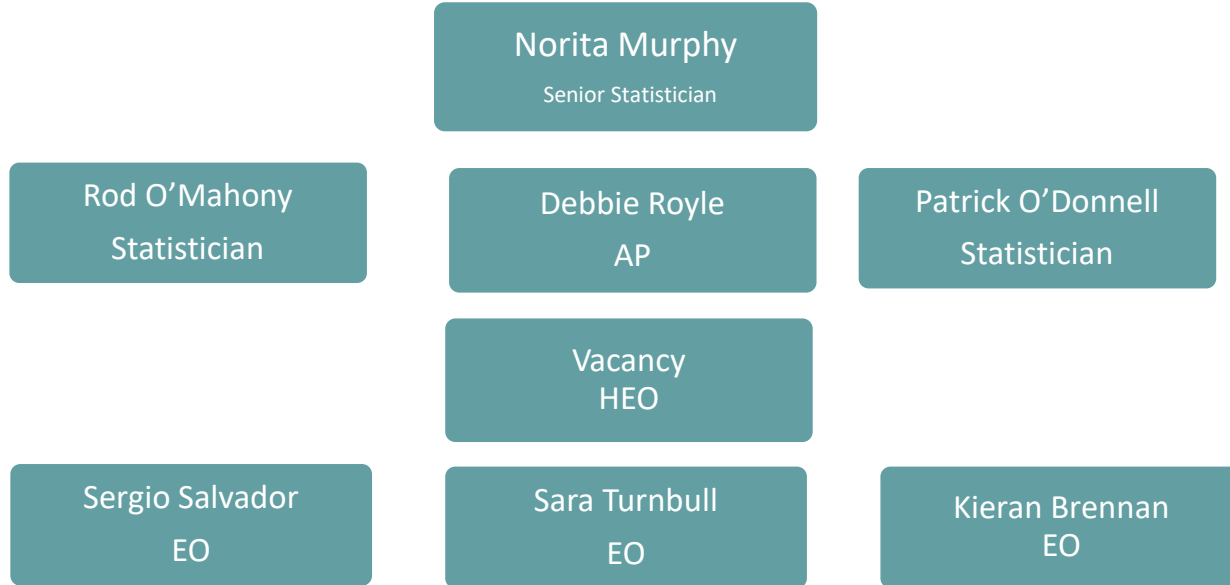 Norita Murphy
Senior Statistician
Rod O’Mahony
Statistician
Debbie Royle
AP
Patrick O’Donnell
Statistician
Vacancy
HEO
Sergio Salvador
EO
Sara Turnbull
EO
Kieran Brennan
EO